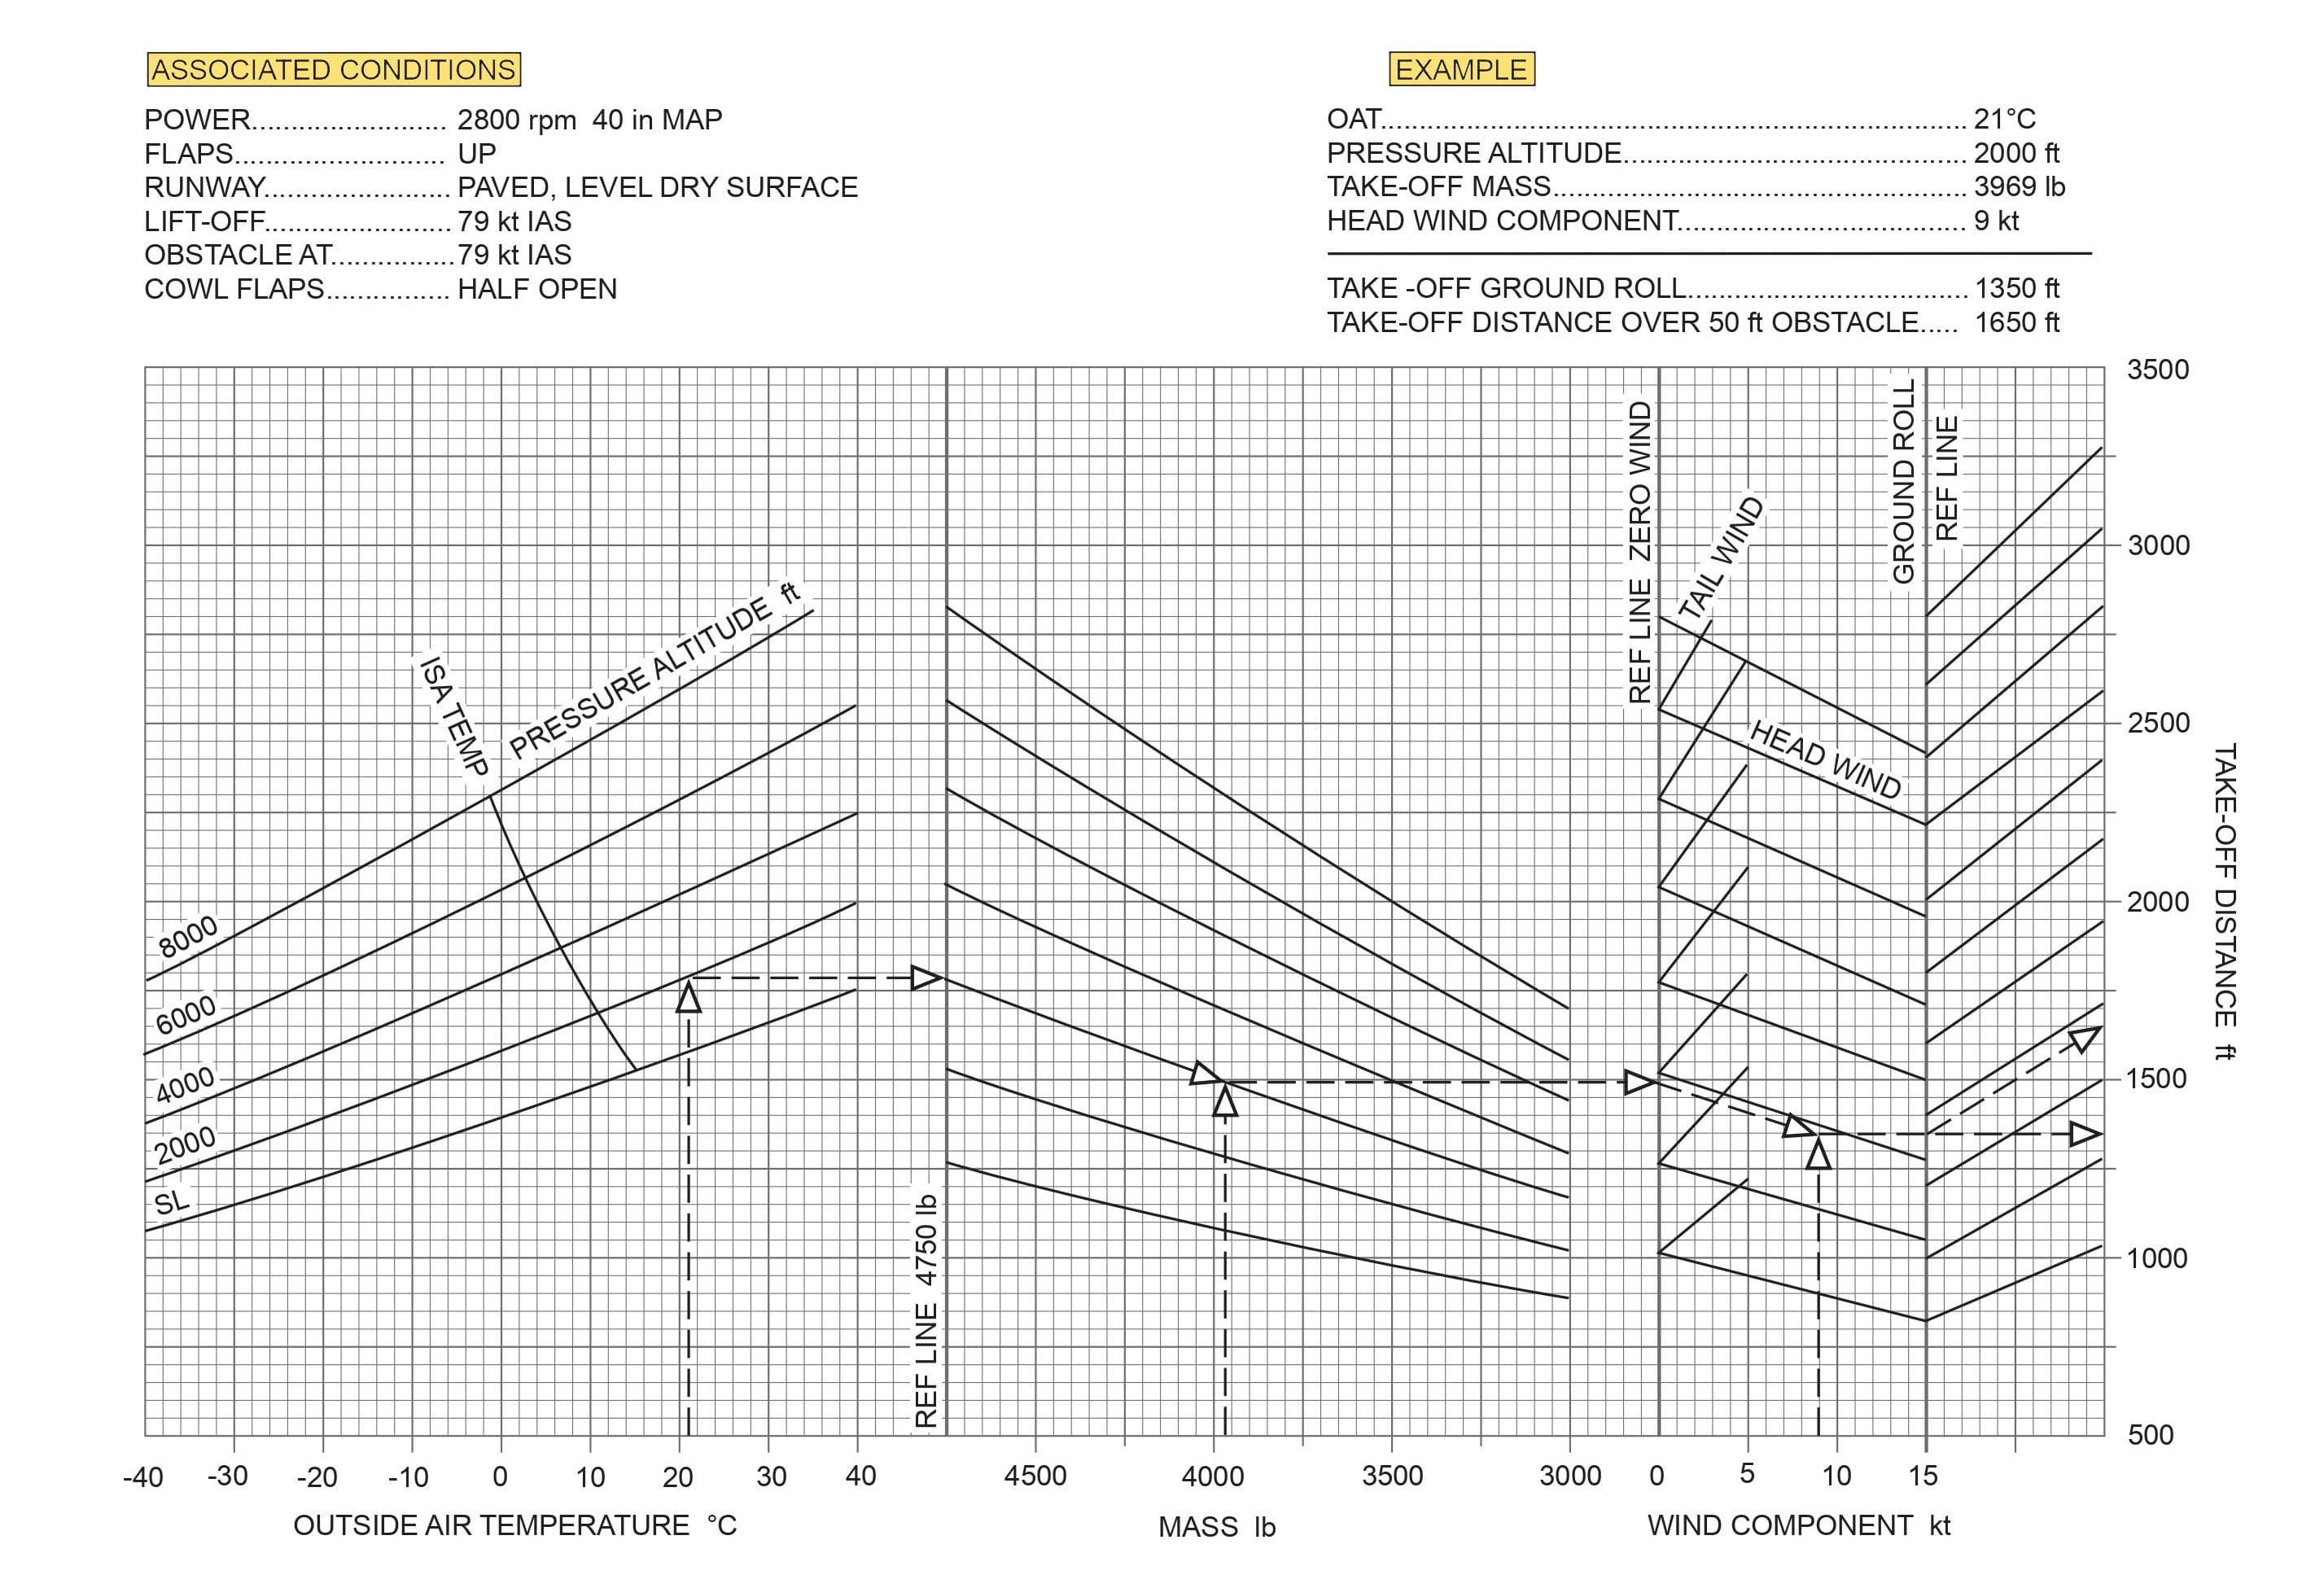 ASSOCIATED CONDITIONS
POWER......................... 2800 rpm 40 in MAP
FLAPS........................... UP
RUNWAY........................ PAVED, LEVEL DRY SURFACE
LIFT-OFF........................ 79 kt IAS
OBSTACLE AT................ 79 kt IAS
COWL FLAPS................ HALF OPEN
EXAMPLE
OAT........................................................................... 21°C
PRESSURE ALTITUDE............................................ 2000 ft
TAKE-OFF MASS..................................................... 3969 lb
HEAD WIND COMPONENT..................................... 9 kt
TAKE -OFF GROUND ROLL.................................... 1350 ft
TAKE-OFF DISTANCE OVER 50 ft OBSTACLE..... 1650 ft
ISA TEMP
PRESSURE ALTITUDE ft
8000
6000
4000
2000
SL
REF LINE 4750 lb
REF LINE ZERO WIND
TAIL WIND
HEAD WIND
GROUND ROLL
REF LINE
3500
3000
2500
2000
1500
1000
500
TAKE-OFF DISTANCE ft
-40 -30 -20 -10 0 10 20 30 40 4500 4000 3500 3000 0 5 10 15
OUTSIDE AIR TEMPERATURE °C
MASS lb
WIND COMPONENT kt